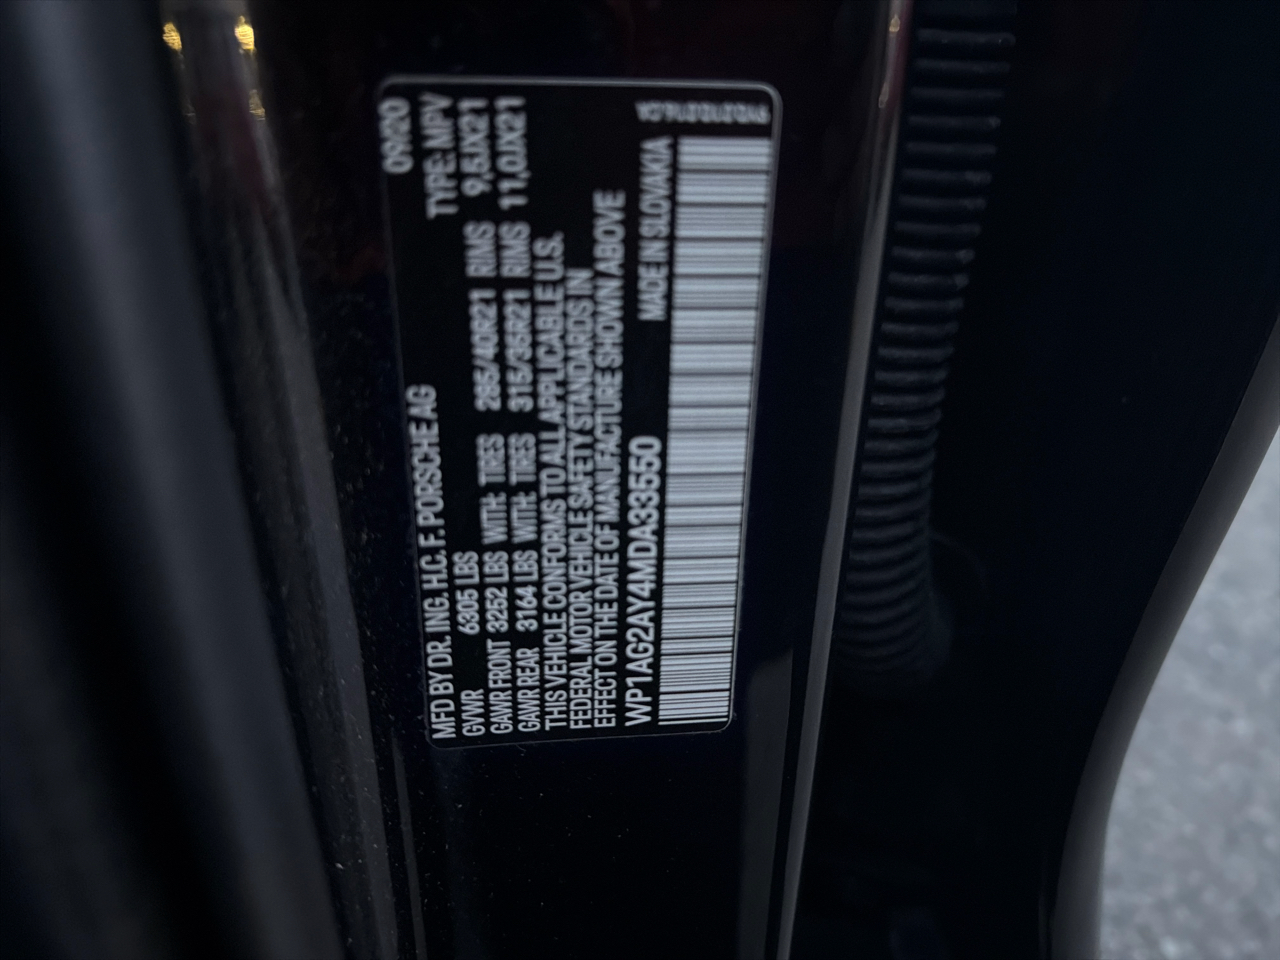 MFD BY DR. ING. H.C. F. PORSCHE AG 09/20
GVWR 6305 LBS TYPE: MPV
GAWR FRONT 3252 LBS WITH: TIRES 285/40R21 RIMS 9,5JX21
GAWR REAR 3164 LBS WITH: TIRES 315/35R21 RIMS 11,0JX21
THIS VEHICLE CONFORMS TO ALL APPLICABLE U.S.
FEDERAL MOTOR VEHICLE SAFETY STANDARDS IN
EFFECT ON THE DATE OF MANUFACTURE SHOWN ABOVE
WP1AG2AY4MDA33550 MADE IN SLOVAKIA